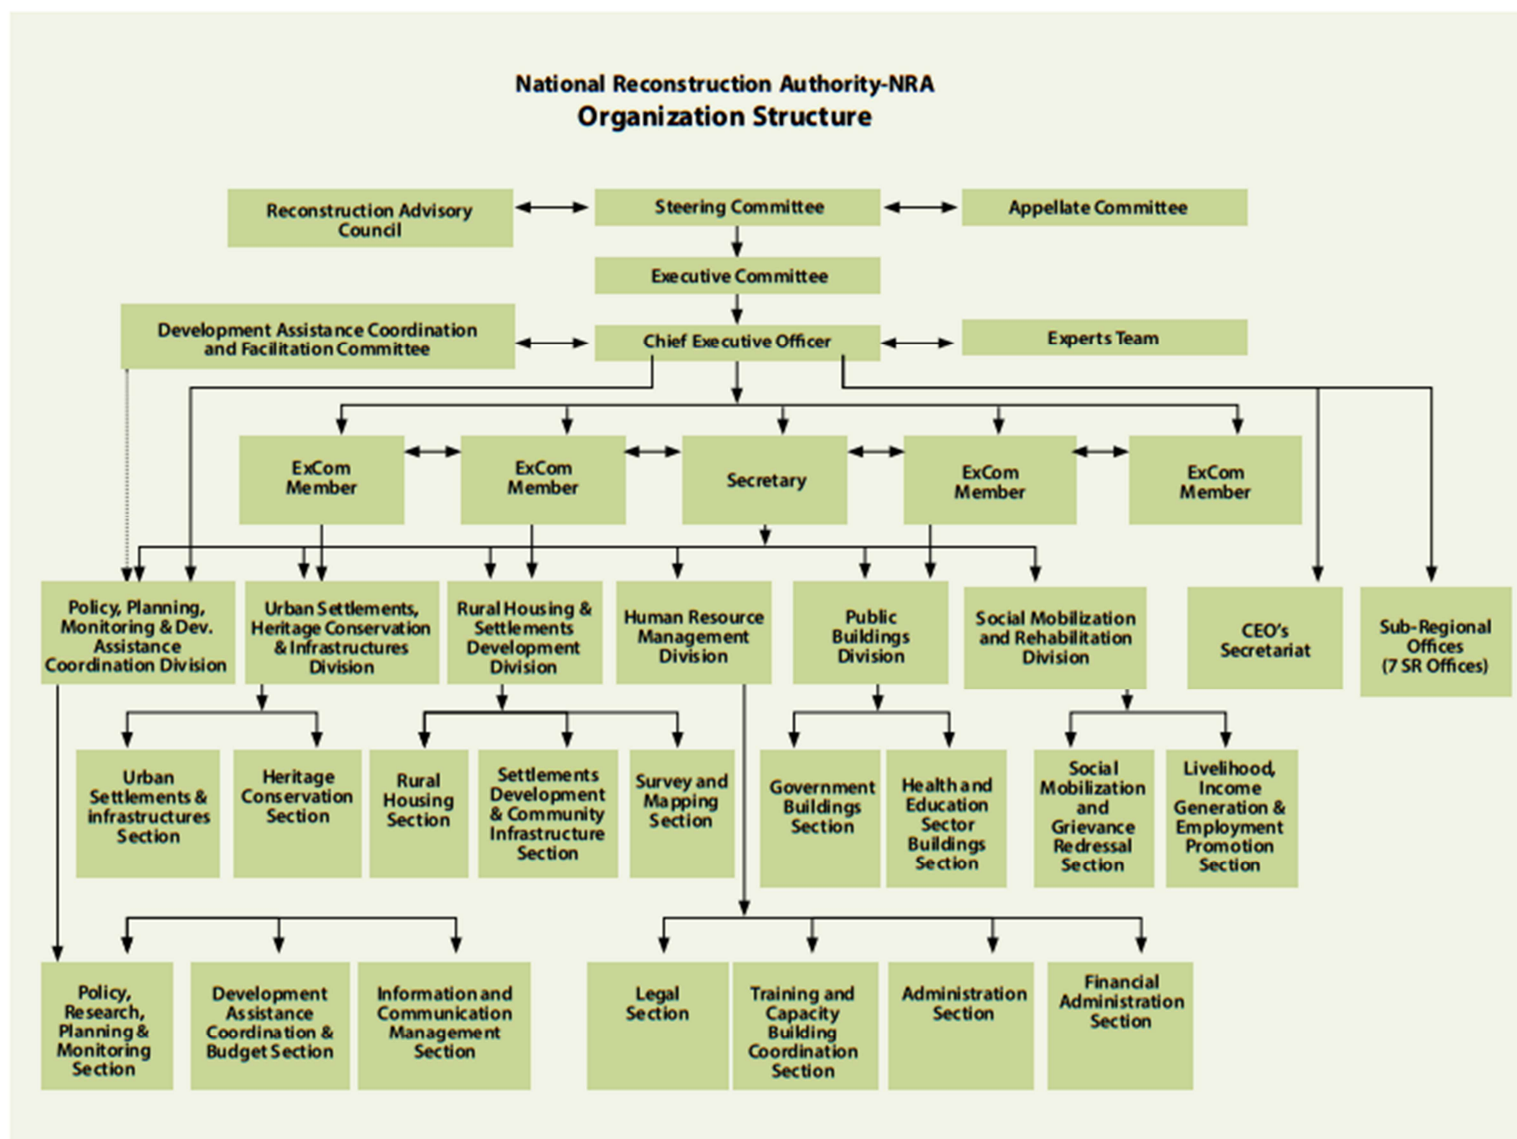 National Reconstruction Authority-NRA
Organization Structure
Reconstruction Advisory
Council
Steering Committee
Appellate Committee
Executive Committee
Development Assistance Coordination
and Facilitation Committee
Chief Executive Officer
Experts Team
ExCom
Member
ExCom
Member
Secretary
ExCom
Member
ExCom
Member
Policy, Planning,
Monitoring & Dev.
Assistance
Coordination Division
Urban Settlements,
Heritage Conservation
& Infrastructures
Division
Rural Housing &
Settlements
Development
Division
Human Resource
Management
Division
Public
Buildings
Division
Social Mobilization
and Rehabilitation
Division
CEO's
Secretariat
Sub-Regional
Offices
(7 SR Offices)
Urban
Settlements &
infrastructures
Section
Heritage
Conservation
Section
Rural
Housing
Section
Settlements
Development
& Community
Infrastructure
Section
Survey and
Mapping
Section
Government
Buildings
Section
Health and
Education
Sector
Buildings
Section
Social
Mobilization
and
Grievance
Redressal
Section
Livelihood,
Income
Generation &
Employment
Promotion
Section
Policy,
Research,
Planning &
Monitoring
Section
Development
Assistance
Coordination &
Budget Section
Information and
Communication
Management
Section
Legal
Section
Training and
Capacity
Building
Coordination
Section
Administration
Section
Financial
Administration
Section